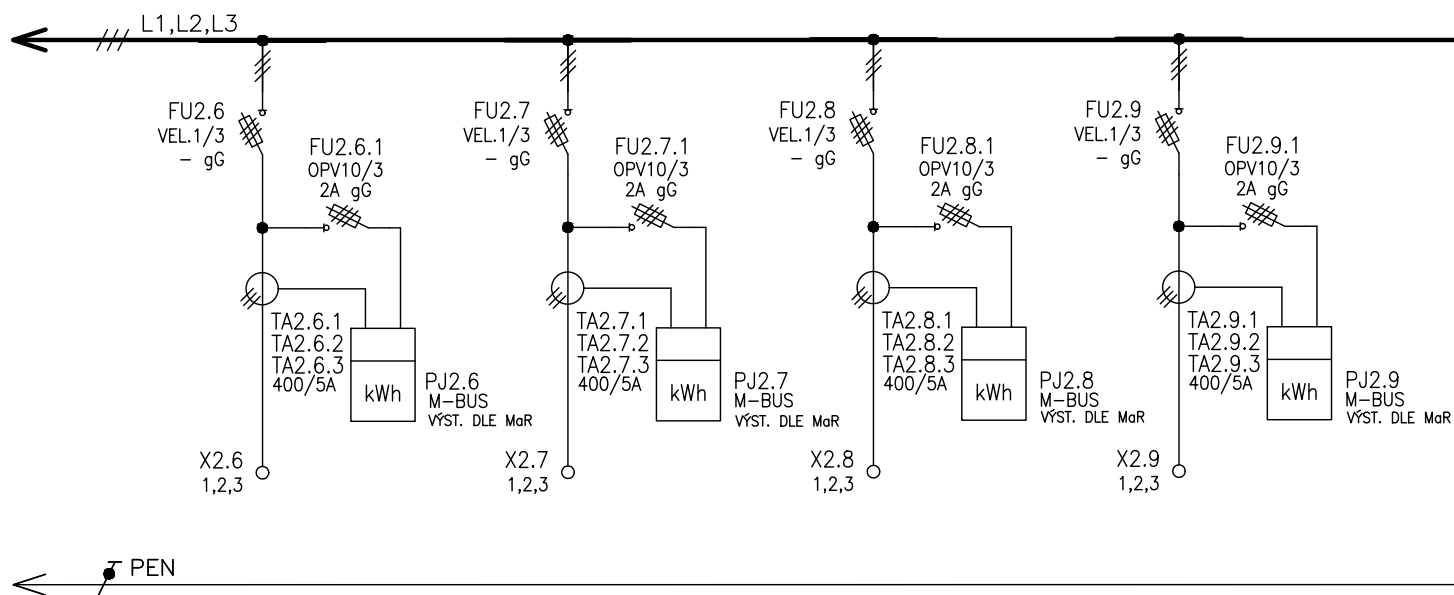 L1,L2,L3
FU2.6
VEL.1/3
– gG
FU2.6.1
OPV10/3
2A gG
TA2.6.1
TA2.6.2
TA2.6.3
400/5A
kWh
PJ2.6
M–BUS
VÝST. DLE MaR
X2.6
1,2,3
FU2.7
VEL.1/3
– gG
FU2.7.1
OPV10/3
2A gG
TA2.7.1
TA2.7.2
TA2.7.3
400/5A
kWh
PJ2.7
M–BUS
VÝST. DLE MaR
X2.7
1,2,3
FU2.8
VEL.1/3
– gG
FU2.8.1
OPV10/3
2A gG
TA2.8.1
TA2.8.2
TA2.8.3
400/5A
kWh
PJ2.8
M–BUS
VÝST. DLE MaR
X2.8
1,2,3
FU2.9
VEL.1/3
– gG
FU2.9.1
OPV10/3
2A gG
TA2.9.1
TA2.9.2
TA2.9.3
400/5A
kWh
PJ2.9
M–BUS
VÝST. DLE MaR
X2.9
1,2,3
PEN